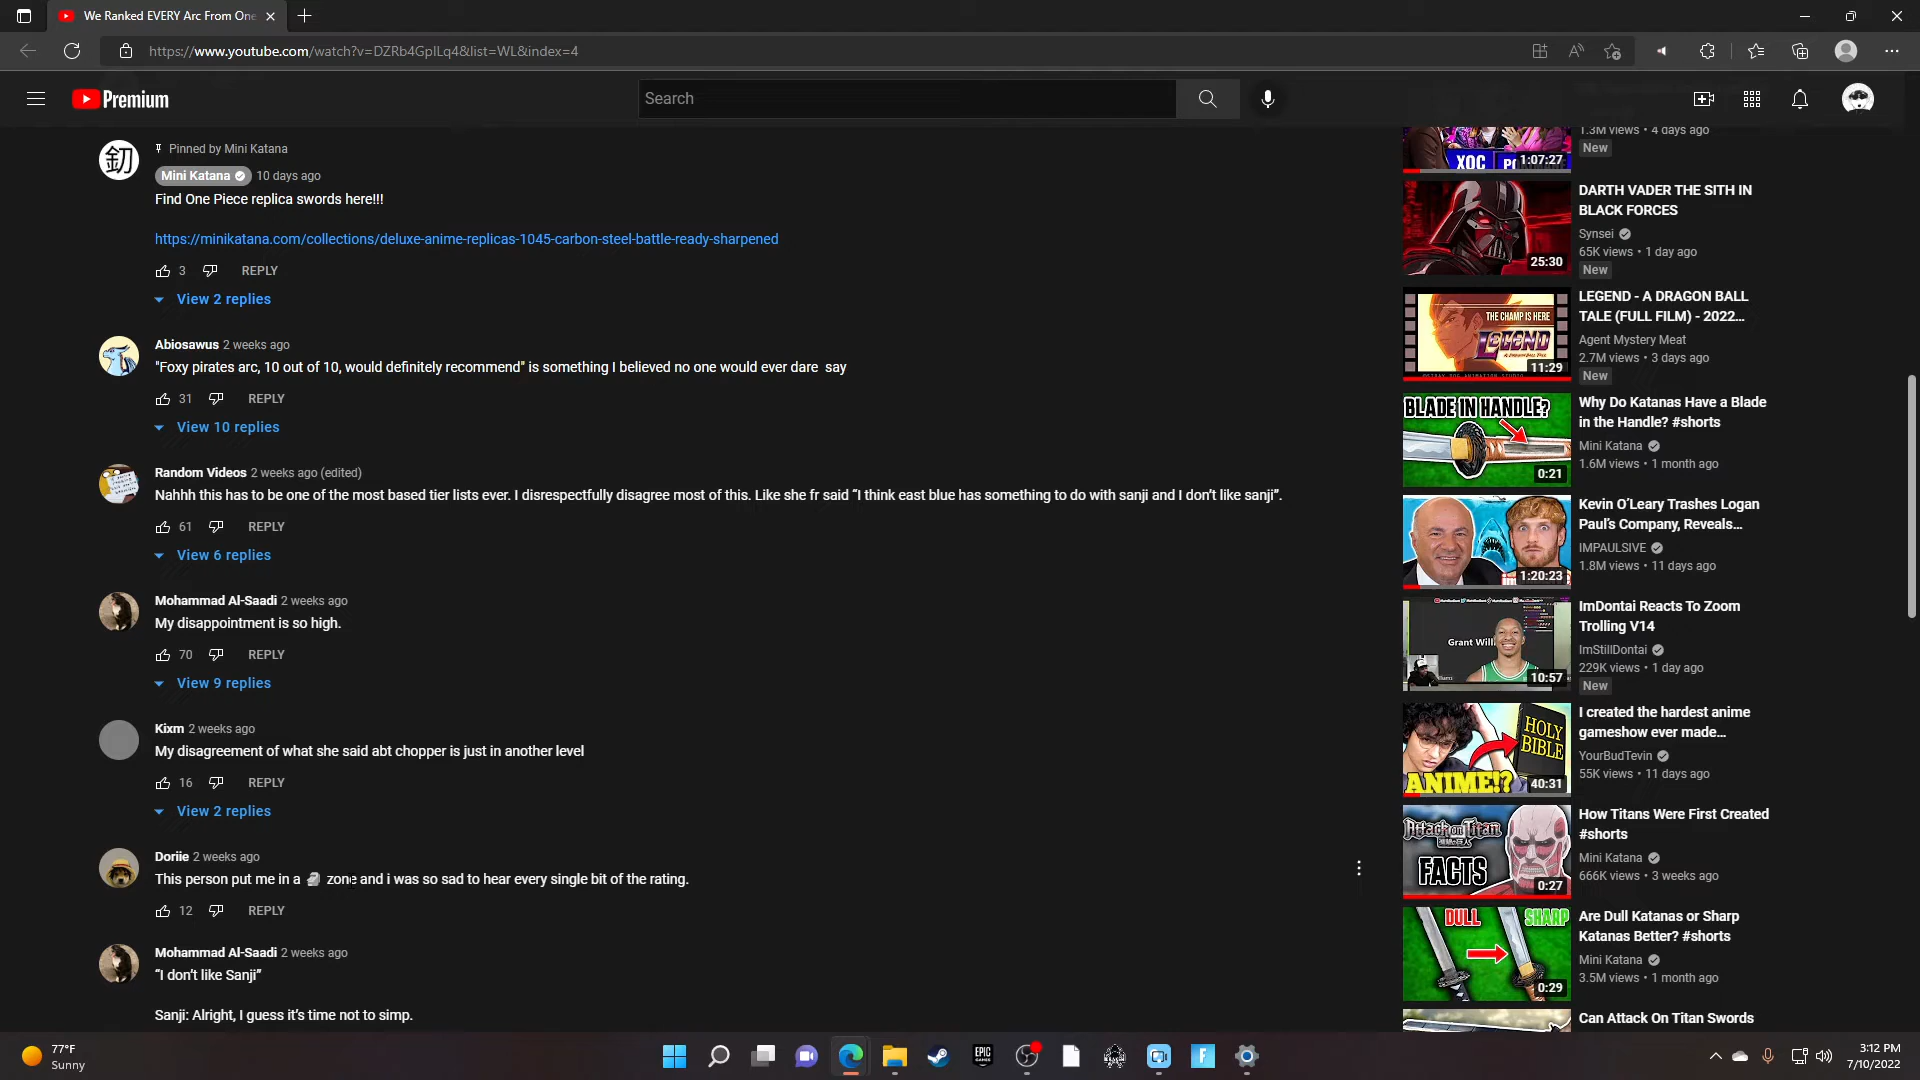 We Ranked EVERY Arc From One
https://www.youtube.com/watch?v=DZRb4GpILq4&list=WL&index=4
Premium
Search
Pinned by Mini Katana
Mini Katana 10 days ago
Find One Piece replica swords here!!!
https://minikatana.com/collections/deluxe-anime-replicas-1045-carbon-steel-battle-ready-sharpened
3 REPLY
View 2 replies
Abiosawus 2 weeks ago
"Foxy pirates arc, 10 out of 10, would definitely recommend" is something I believed no one would ever dare say
31 REPLY
View 10 replies
Random Videos 2 weeks ago (edited)
Nahhh this has to be one of the most based tier lists ever. I disrespectfully disagree most of this. Like she fr said “I think east blue has something to do with sanji and I don’t like sanji”.
61 REPLY
View 6 replies
Mohammad Al-Saadi 2 weeks ago
My disappointment is so high.
70 REPLY
View 9 replies
Kixm 2 weeks ago
My disagreement of what she said abt chopper is just in another level
16 REPLY
View 2 replies
Doriie 2 weeks ago
This person put me in a 🗿 zone and i was so sad to hear every single bit of the rating.
12 REPLY
Mohammad Al-Saadi 2 weeks ago
“I don’t like Sanji”
Sanji: Alright, I guess it’s time not to simp.
XOC
1:07:27
1.3M views • 4 days ago
New
25:30
DARTH VADER THE SITH IN
BLACK FORCES
Synsei
65K views • 1 day ago
New
THE CHAMP IS HERE
LEGEND
11:29
LEGEND - A DRAGON BALL
TALE (FULL FILM) - 2022...
Agent Mystery Meat
2.7M views • 3 days ago
New
BLADE IN HANDLE?
0:21
Why Do Katanas Have a Blade
in the Handle? #shorts
Mini Katana
1.6M views • 1 month ago
1:20:23
Kevin O’Leary Trashes Logan
Paul’s Company, Reveals...
IMPAULSIVE
1.8M views • 11 days ago
Grant Willi
10:57
ImDontai Reacts To Zoom
Trolling V14
ImStillDontai
229K views • 1 day ago
New
HOLY
BIBLE
ANIME!?
40:31
I created the hardest anime
gameshow ever made...
YourBudTevin
55K views • 11 days ago
Attack on Titan
FACTS
0:27
How Titans Were First Created
#shorts
Mini Katana
666K views • 3 weeks ago
DULL SHARP
0:29
Are Dull Katanas or Sharp
Katanas Better? #shorts
Mini Katana
3.5M views • 1 month ago
Can Attack On Titan Swords
77°F
Sunny
EPIC
GAMES
3:12 PM
7/10/2022